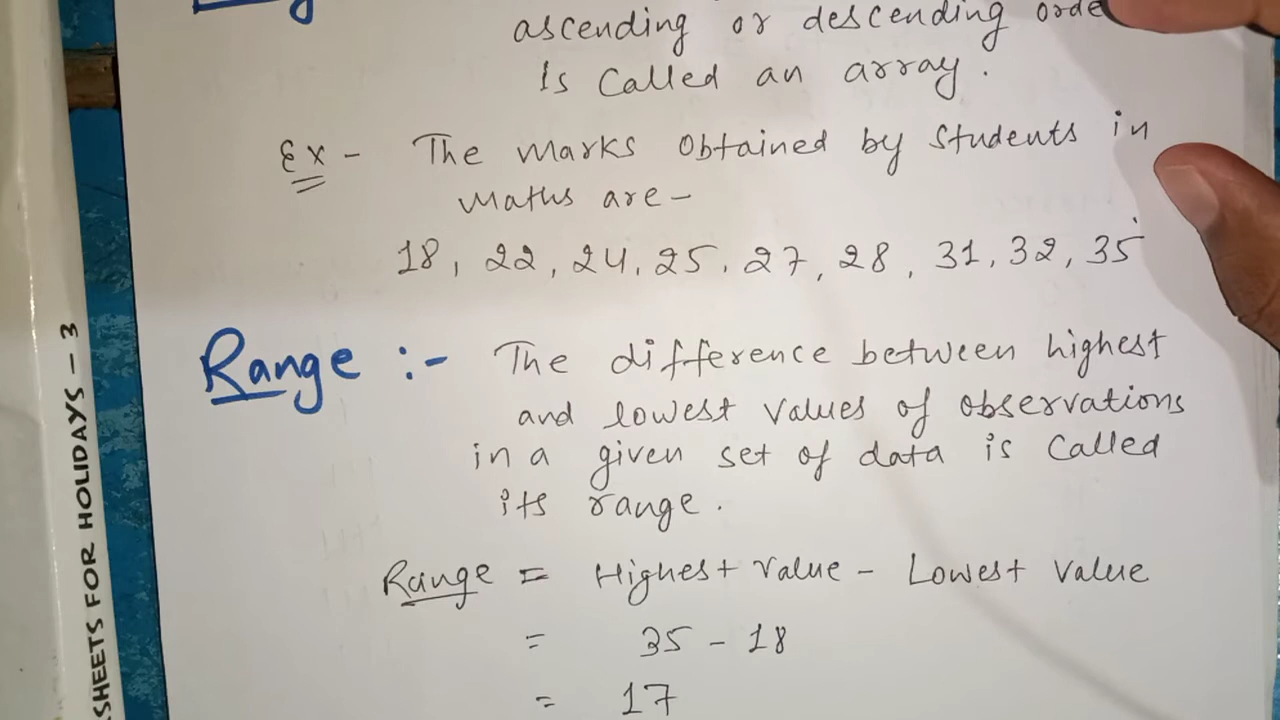 ascending or descending orde
is called an array.
Ex - The marks obtained by students in
maths are -
18, 22, 24, 25, 27, 28, 31, 32, 35
Range :- The difference between highest
and lowest values of observations
in a given set of data is called
its range.
Range = Highest value - Lowest value
= 35 - 18
= 17
SHEETS FOR HOLIDAYS - 3